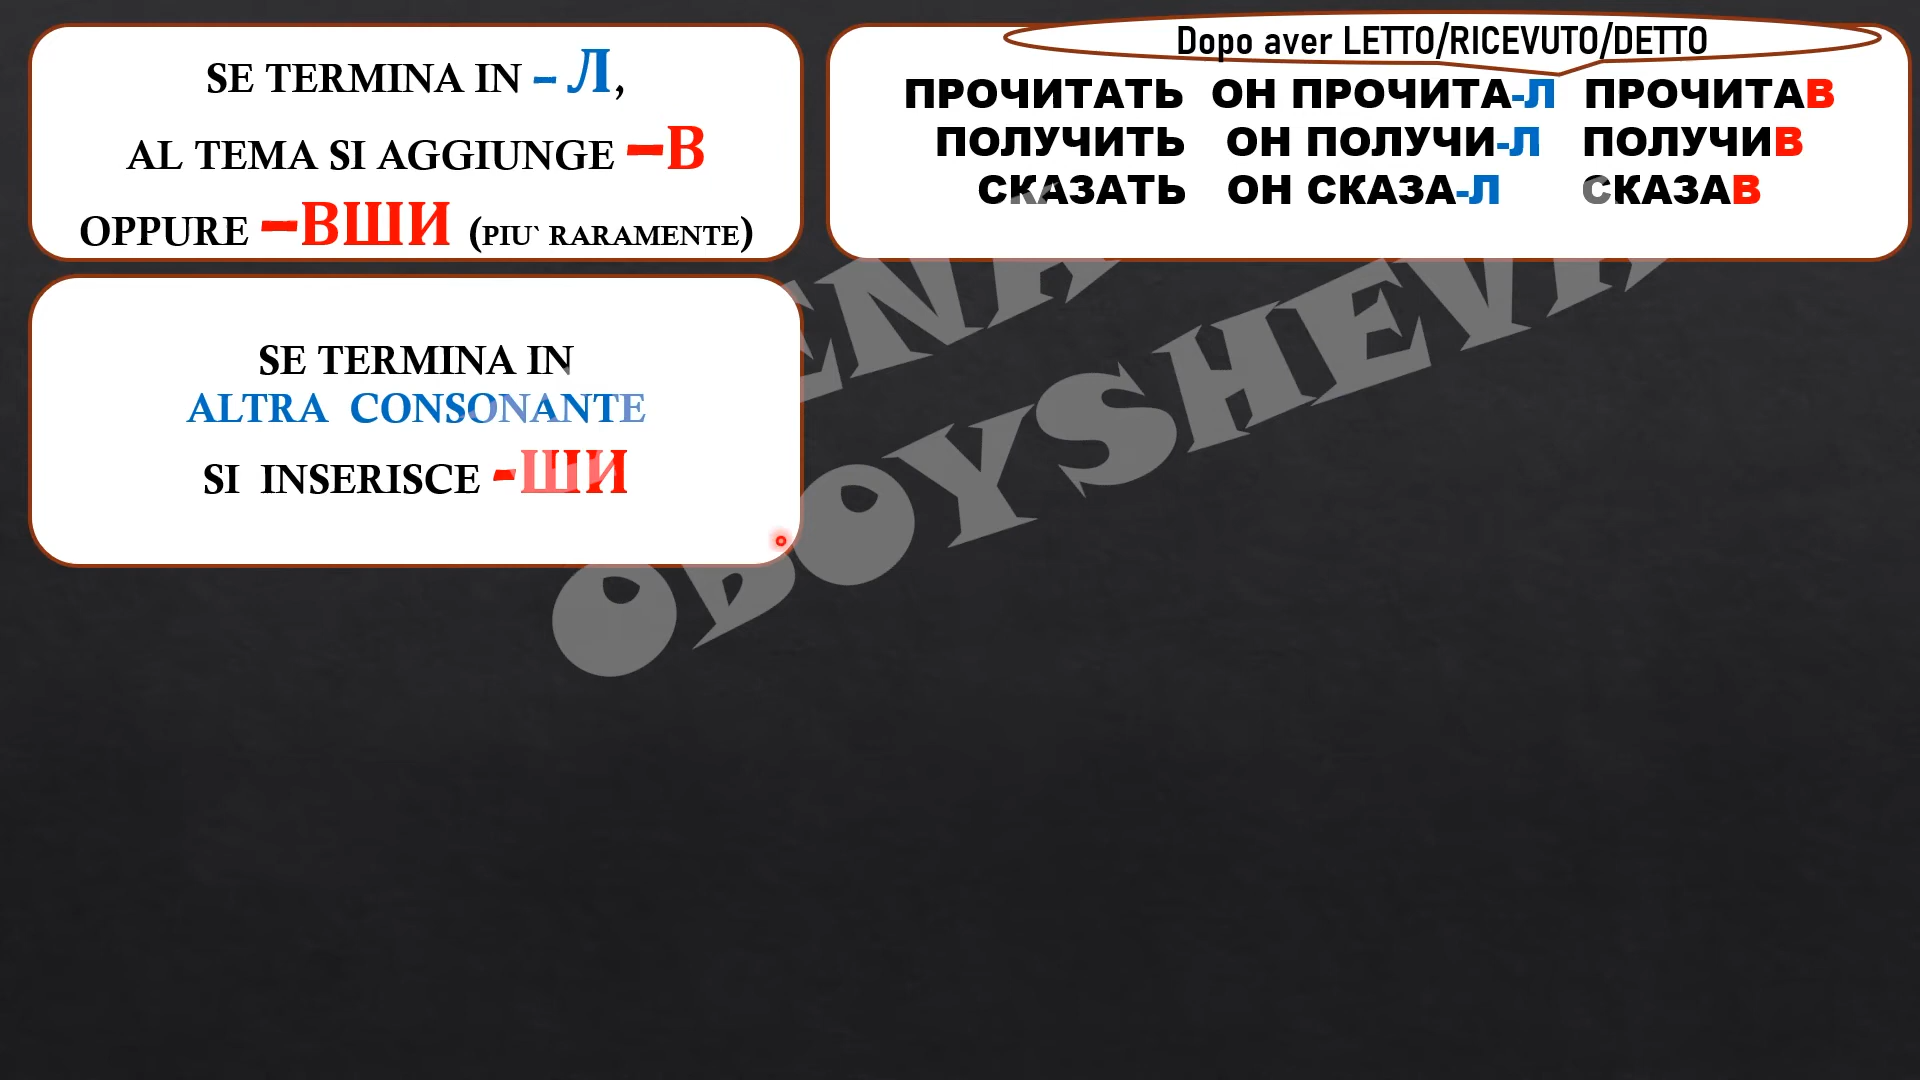 SE TERMINA IN – Л,
AL TEMA SI AGGIUNGE –В
OPPURE –ВШИ (PIU` RARAMENTE)
Dopo aver LETTO/RICEVUTO/DETTO
ПРОЧИТАТЬ ОН ПРОЧИТА-Л ПРОЧИТАВ
ПОЛУЧИТЬ ОН ПОЛУЧИ-Л ПОЛУЧИВ
СКАЗАТЬ ОН СКАЗА-Л СКАЗАВ
SE TERMINA IN
ALTRA CONSONANTE
SI INSERISCE -ШИ
OBOYSHEVA